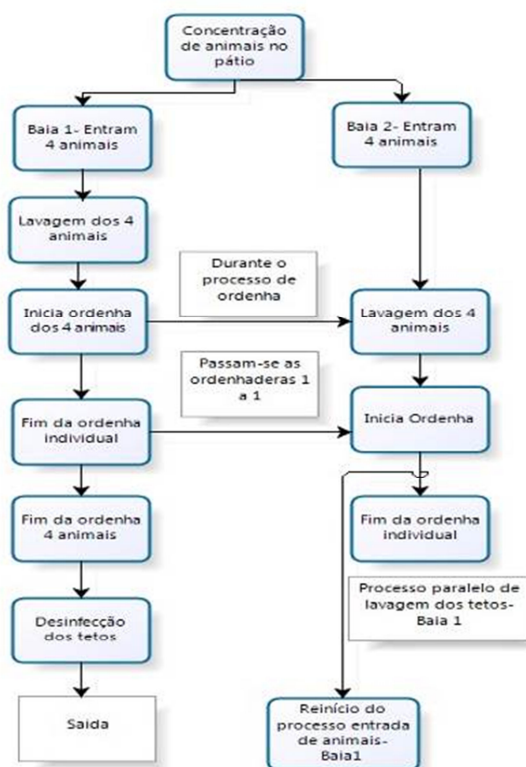 Concentração
de animais no
pátio
Baia 1- Entram
4 animais
Baia 2- Entram
4 animais
Lavagem dos 4
animais
Durante o
processo de
ordenha
Inicia ordenha
dos 4 animais
Lavagem dos 4
animais
Passam-se as
ordenhaderas 1
a 1
Fim da ordenha
individual
Inicia Ordenha
Fim da ordenha
4 animais
Fim da ordenha
individual
Processo paralelo de
lavagem dos tetos-
Baia 1
Desinfecção
dos tetos
Saida
Reinício do
processo entrada
de animais-
Baia1